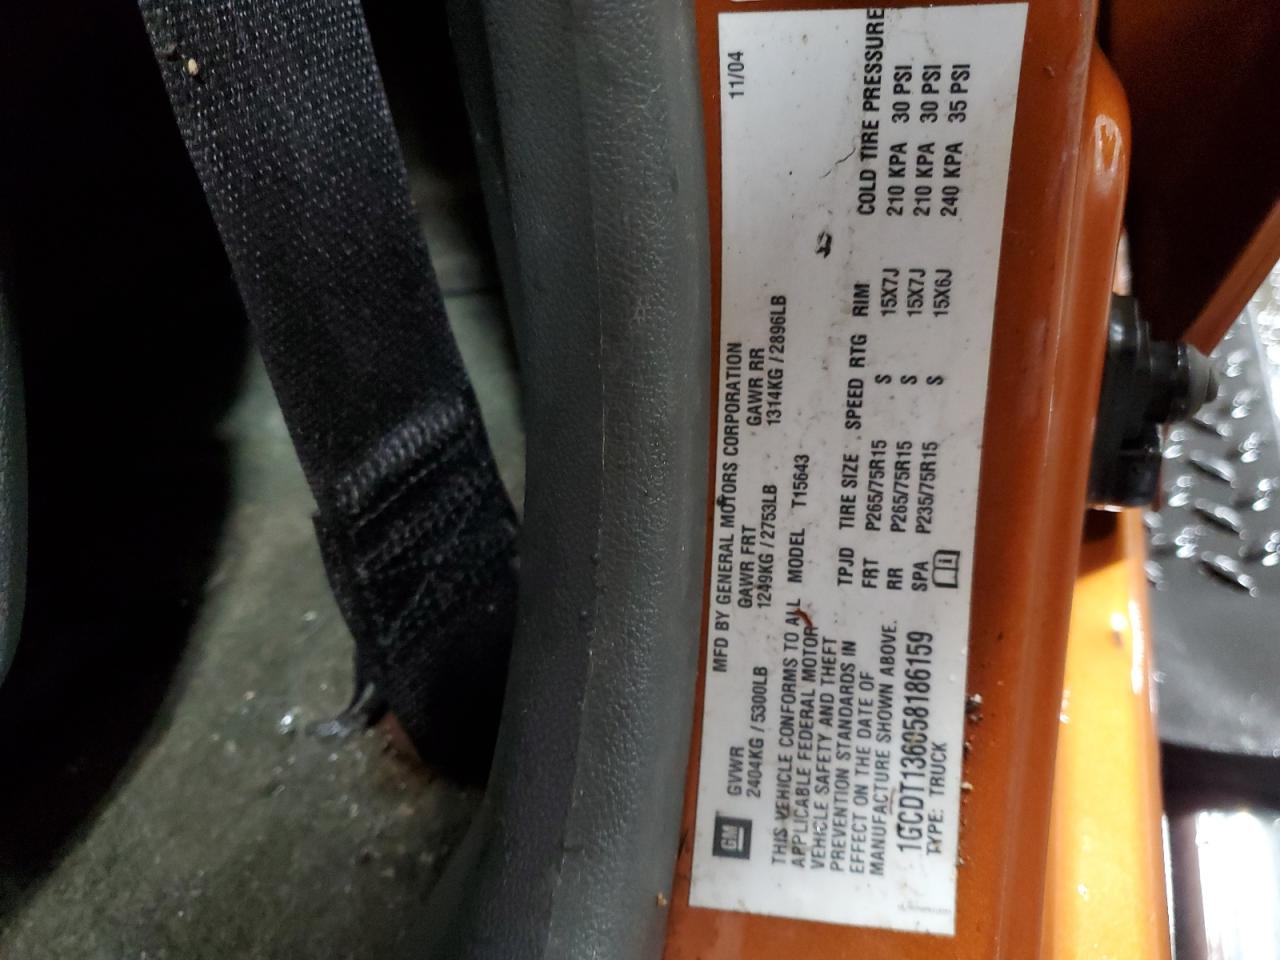 MFD BY GENERAL MOTORS CORPORATION 11/04
GM
GVWR GAWR FRT GAWR RR
2404KG / 5300LB 1249KG / 2753LB 1314KG / 2896LB
THIS VEHICLE CONFORMS TO ALL MODEL T15643
APPLICABLE FEDERAL MOTOR
VEHICLE SAFETY AND THEFT
PREVENTION STANDARDS IN
EFFECT ON THE DATE OF
MANUFACTURE SHOWN ABOVE.
TPJD TIRE SIZE SPEED RTG RIM COLD TIRE PRESSURE
FRT P265/75R15 S 15X7J 210 KPA 30 PSI
RR P265/75R15 S 15X7J 210 KPA 30 PSI
SPA P235/75R15 S 15X6J 240 KPA 35 PSI
1GCDT136058186159
TYPE: TRUCK